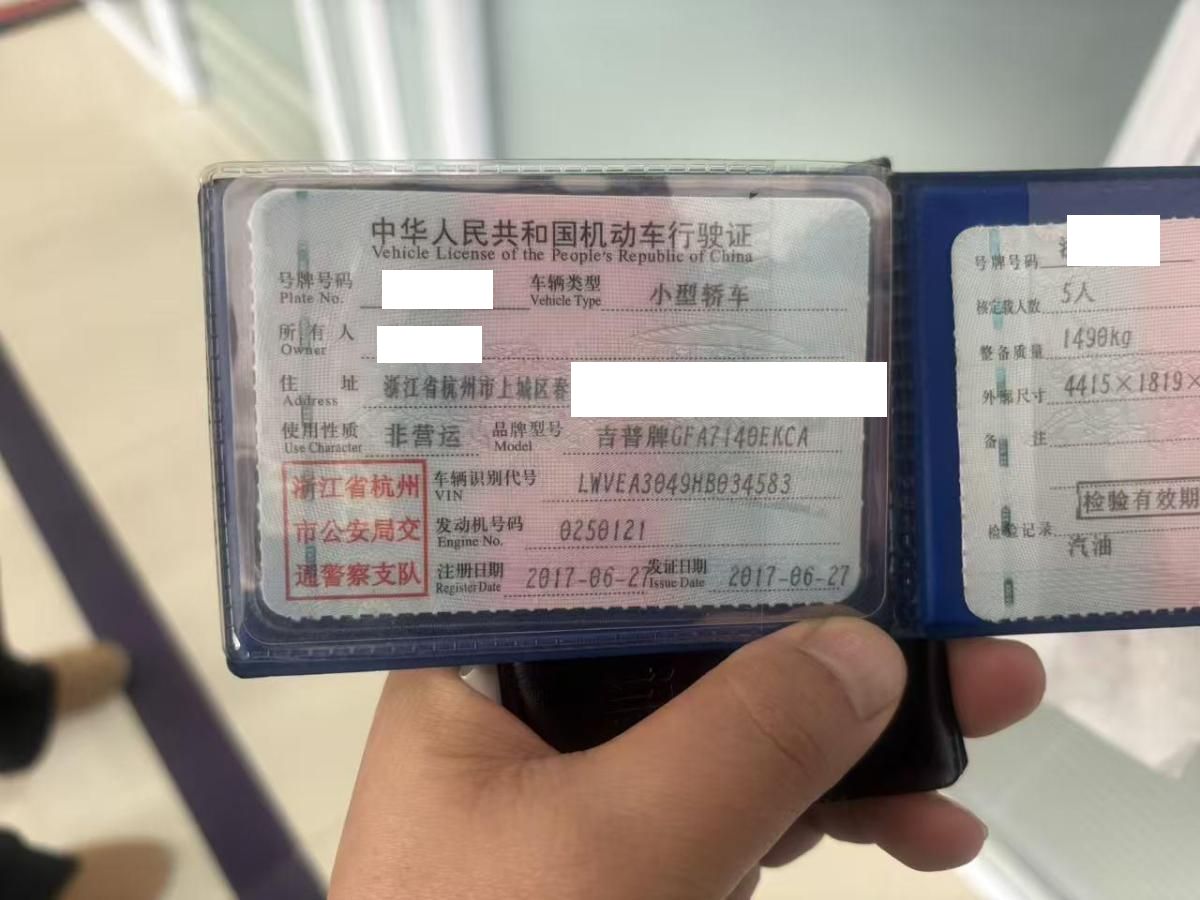 中华人民共和国机动车行驶证
Vehicle License of the People's Republic of China
号牌号码
Plate No.
车辆类型 小型轿车
Vehicle Type
所有人
Owner
住址 浙江省杭州市上城区春
Address
使用性质 非营运
Use Character
品牌型号 吉普牌GFA7140EKCA
Model
浙江省杭州
市公安局交
通警察支队
车辆识别代号 LWVEA3049HB034583
VIN
发动机号码 0250121
Engine No.
注册日期 2017-06-27
Register Date
发证日期 2017-06-27
Issue Date
号牌号码
核定载人数 5人
整备质量 1490kg
外廓尺寸 4415×1819×
备注
检验有效期
检验记录
汽油